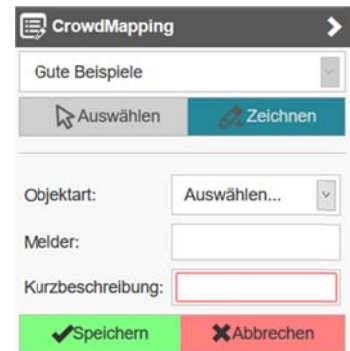 CrowdMapping
Gute Beispiele
Auswählen Zeichnen
Objektart: Auswählen...
Melder:
Kurzbeschreibung:
Speichern Abbrechen